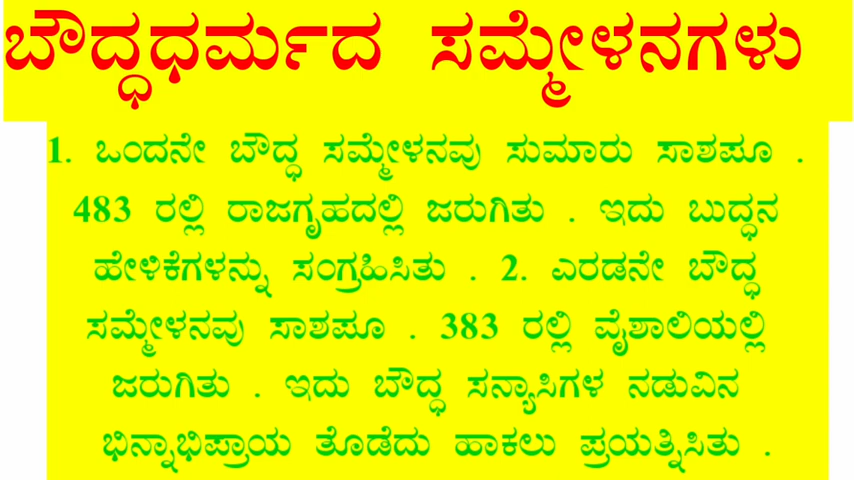 ಬೌದ್ಧಧರ್ಮದ ಸಮ್ಮೇಳನಗಳು
1. ಒಂದನೇ ಬೌದ್ಧ ಸಮ್ಮೇಳನವು ಸುಮಾರು ಸಾಶಪೂ .
483 ರಲ್ಲಿ ರಾಜಗೃಹದಲ್ಲಿ ಜರುಗಿತು . ಇದು ಬುದ್ಧನ
ಹೇಳಿಕೆಗಳನ್ನು ಸಂಗ್ರಹಿಸಿತು . 2. ಎರಡನೇ ಬೌದ್ಧ
ಸಮ್ಮೇಳನವು ಸಾಶಪೂ . 383 ರಲ್ಲಿ ವೈಶಾಲಿಯಲ್ಲಿ
ಜರುಗಿತು . ಇದು ಬೌದ್ಧ ಸನ್ಯಾಸಿಗಳ ನಡುವಿನ
ಭಿನ್ನಾಭಿಪ್ರಾಯ ತೊಡೆದು ಹಾಕಲು ಪ್ರಯತ್ನಿಸಿತು .